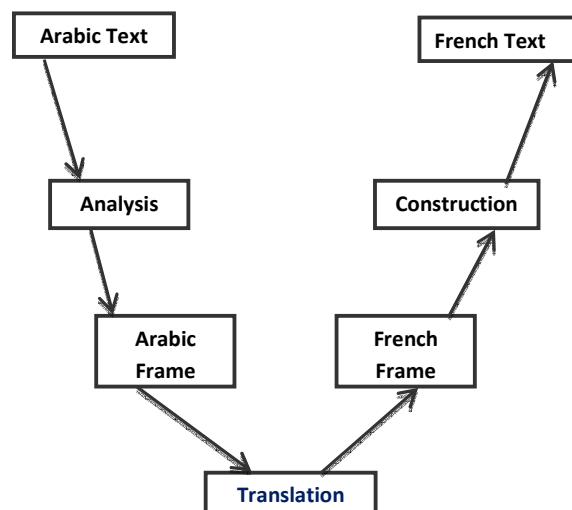 Arabic Text
French Text
Analysis
Construction
Arabic
Frame
French
Frame
Translation